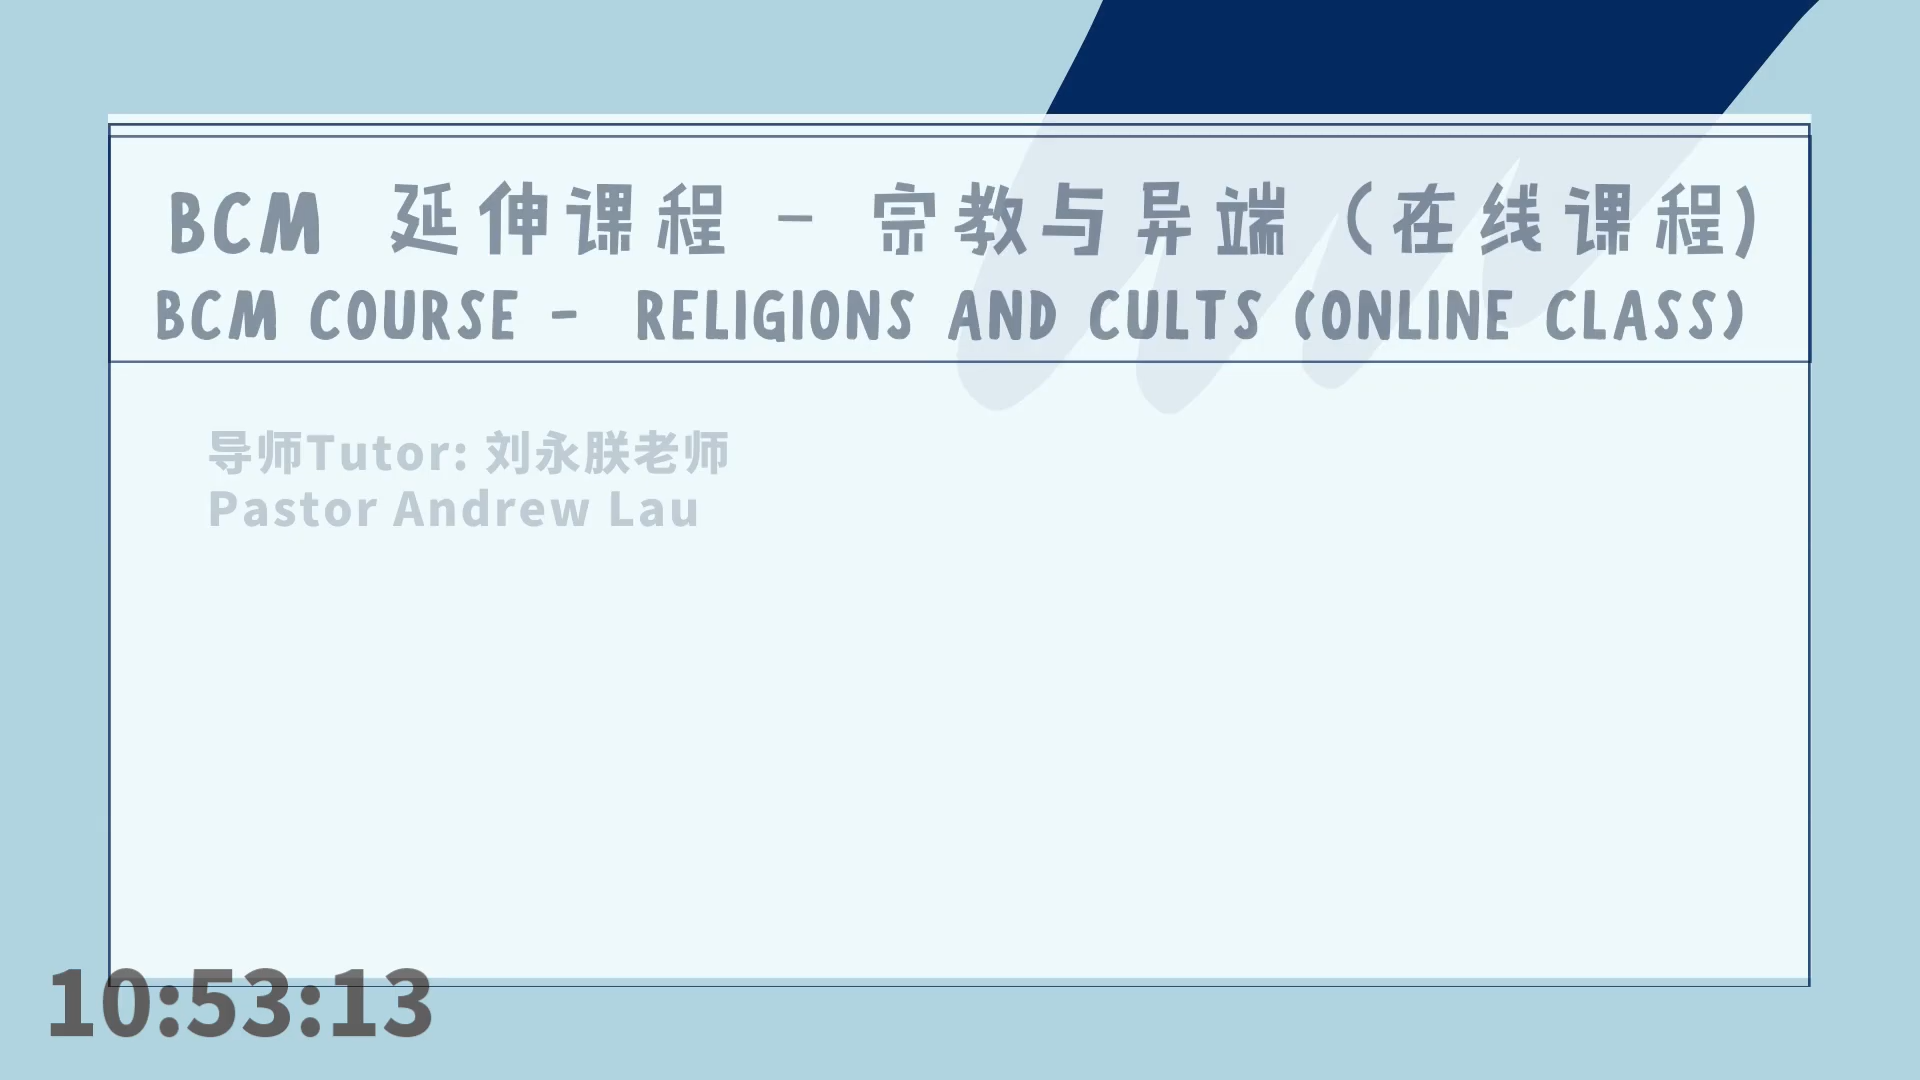 BCM 延伸课程 - 宗教与异端（在线课程)
BCM COURSE - RELIGIONS AND CULTS (ONLINE CLASS)
导师Tutor: 刘永朕老师
Pastor Andrew Lau
10:53:13